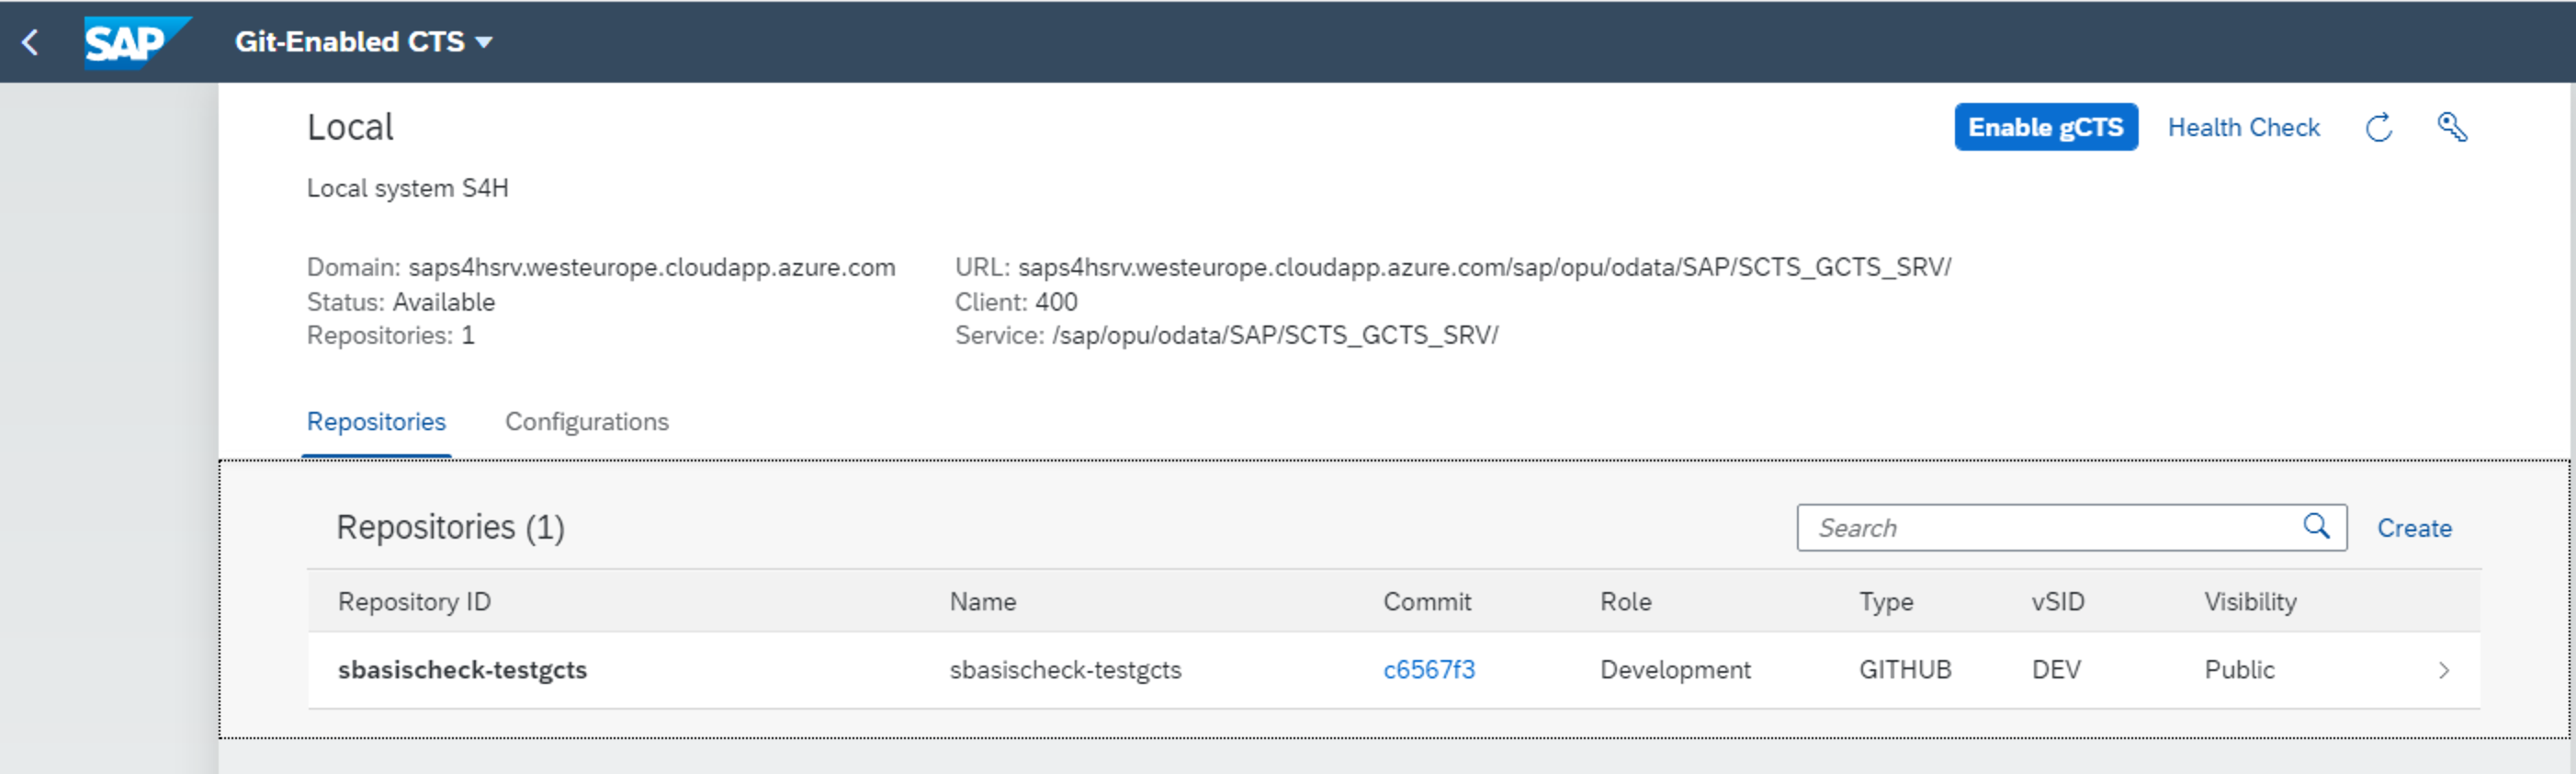 SAP Git-Enabled CTS
Local Enable gCTS Health Check
Local system S4H
Domain: saps4hsrv.westeurope.cloudapp.azure.com URL: saps4hsrv.westeurope.cloudapp.azure.com/sap/opu/odata/SAP/SCTS_GCTS_SRV/
Status: Available Client: 400
Repositories: 1 Service: /sap/opu/odata/SAP/SCTS_GCTS_SRV/
Repositories Configurations
Repositories (1) Search Create
Repository ID Name Commit Role Type vSID Visibility
sbasischeck-testgcts sbasischeck-testgcts c6567f3 Development GITHUB DEV Public